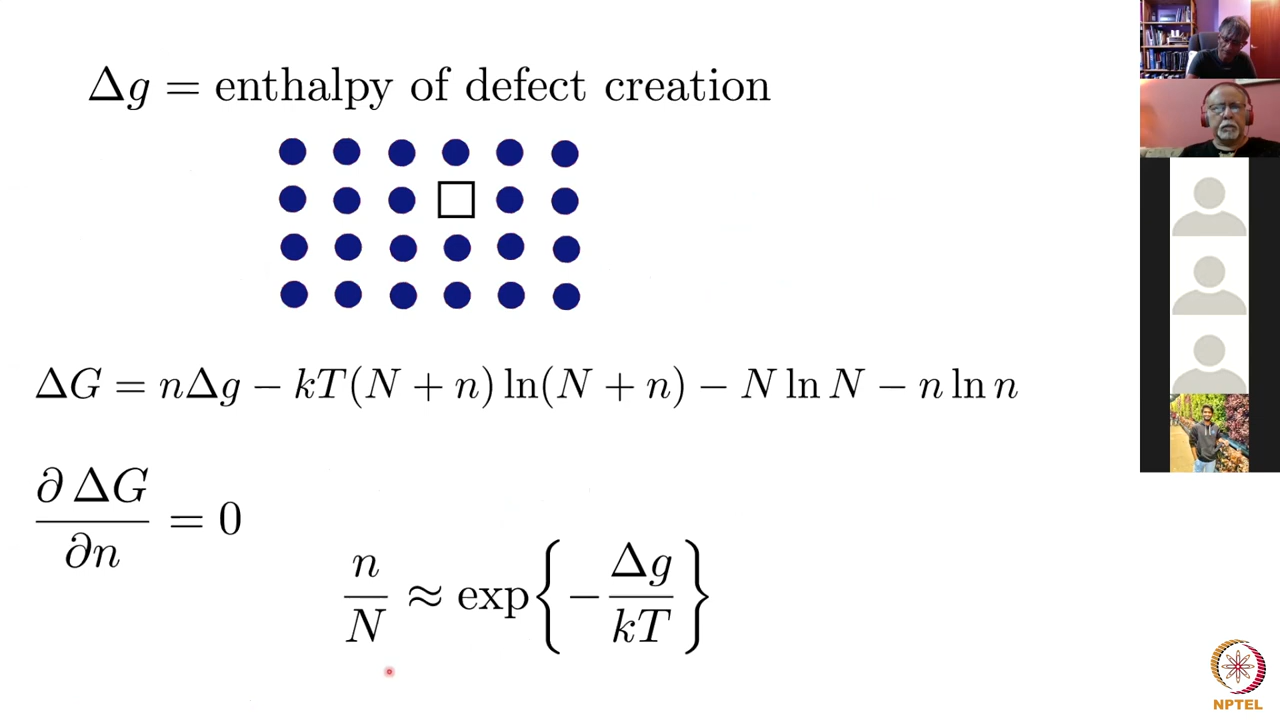 Δg = enthalpy of defect creation
ΔG = nΔg − kT(N + n) ln(N + n) − N ln N − n ln n
∂ ΔG / ∂n = 0
n / N ≈ exp{ − Δg / kT }
NPTEL